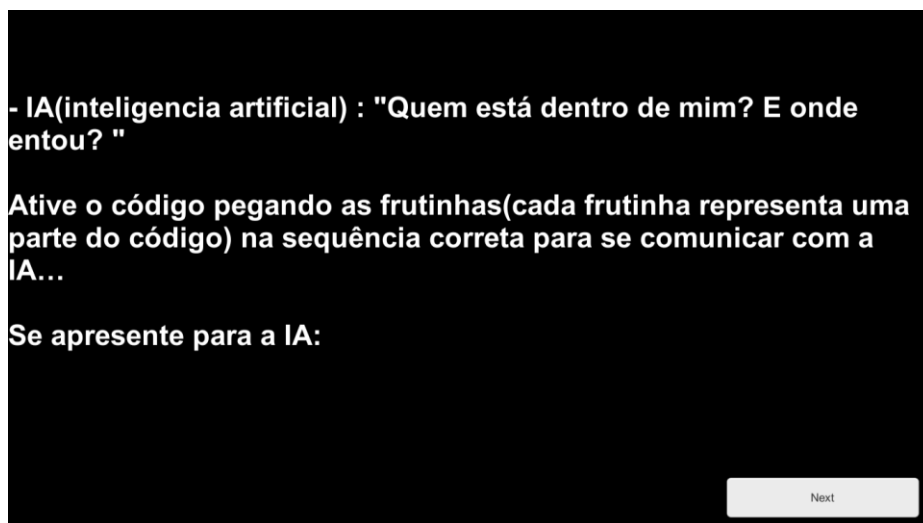 - IA(inteligencia artificial) : "Quem está dentro de mim? E onde
entou? "
Ative o código pegando as frutinhas(cada frutinha representa uma
parte do código) na sequência correta para se comunicar com a
IA...
Se apresente para a IA:
Next